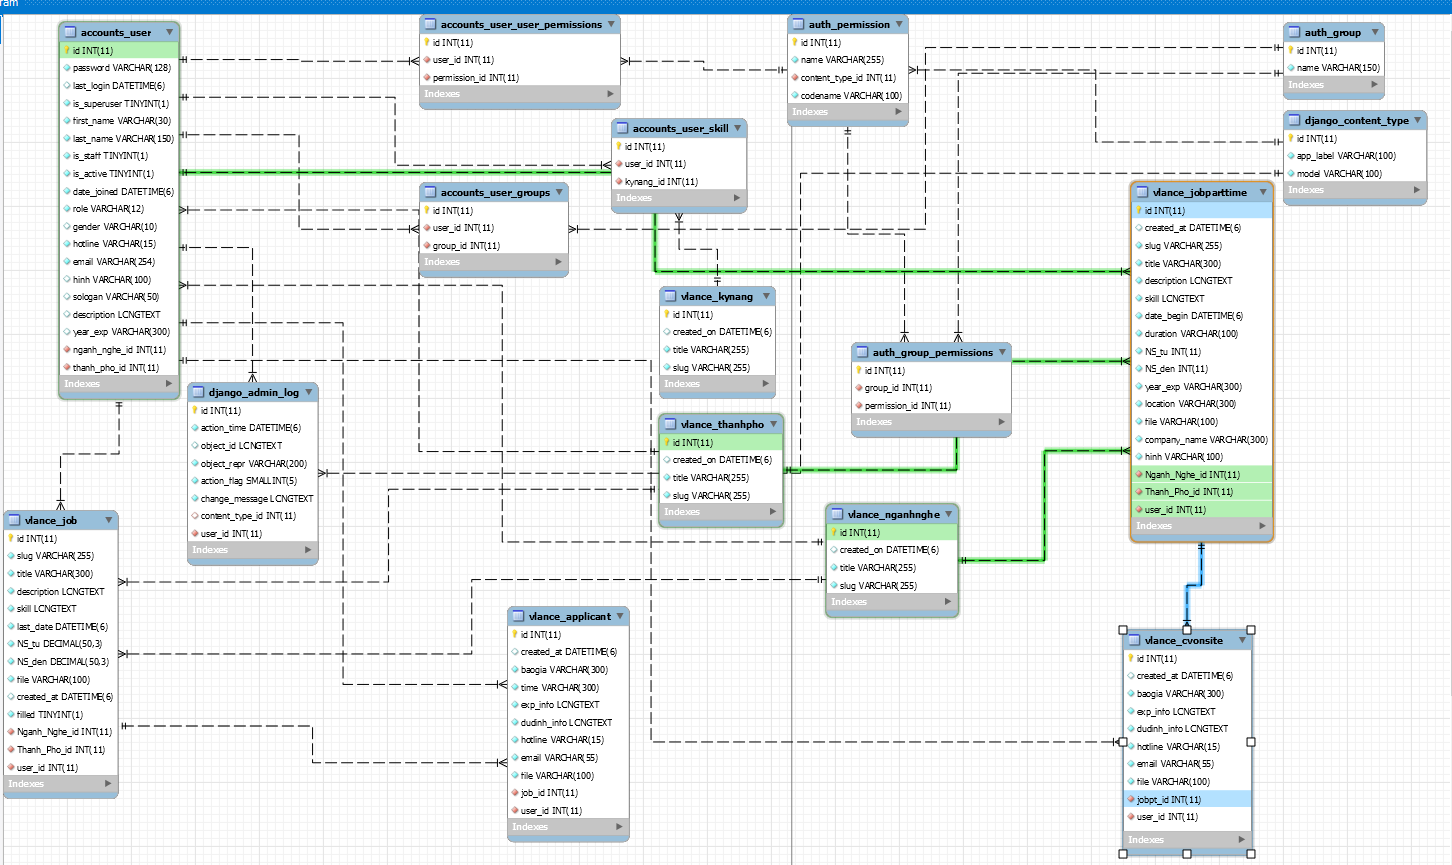 ram
accounts_user
id INT(11)
password VARCHAR(128)
last_login DATETIME(6)
is_superuser TINYINT(1)
first_name VARCHAR(30)
last_name VARCHAR(150)
is_staff TINYINT(1)
is_active TINYINT(1)
date_joined DATETIME(6)
role VARCHAR(12)
gender VARCHAR(10)
hotline VARCHAR(15)
email VARCHAR(254)
hinh VARCHAR(100)
sologan VARCHAR(50)
description LONGTEXT
year_exp VARCHAR(300)
nganh_nghe_id INT(11)
thanh_pho_id INT(11)
Indexes
accounts_user_user_permissions
id INT(11)
user_id INT(11)
permission_id INT(11)
Indexes
auth_permission
id INT(11)
name VARCHAR(255)
content_type_id INT(11)
codename VARCHAR(100)
Indexes
auth_group
id INT(11)
name VARCHAR(150)
Indexes
django_content_type
id INT(11)
app_label VARCHAR(100)
model VARCHAR(100)
Indexes
accounts_user_skill
id INT(11)
user_id INT(11)
kynang_id INT(11)
Indexes
accounts_user_groups
id INT(11)
user_id INT(11)
group_id INT(11)
Indexes
vlance_jobparttime
id INT(11)
created_at DATETIME(6)
slug VARCHAR(255)
title VARCHAR(300)
description LONGTEXT
skill LONGTEXT
date_begin DATETIME(6)
duration VARCHAR(100)
NS_tu INT(11)
NS_den INT(11)
year_exp VARCHAR(300)
location VARCHAR(300)
file VARCHAR(100)
company_name VARCHAR(300)
hinh VARCHAR(100)
Nganh_Nghe_id INT(11)
Thanh_Pho_id INT(11)
user_id INT(11)
Indexes
vlance_kynang
id INT(11)
created_on DATETIME(6)
title VARCHAR(255)
slug VARCHAR(255)
Indexes
auth_group_permissions
id INT(11)
group_id INT(11)
permission_id INT(11)
Indexes
django_admin_log
id INT(11)
action_time DATETIME(6)
object_id LONGTEXT
object_repr VARCHAR(200)
action_flag SMALLINT(5)
change_message LONGTEXT
content_type_id INT(11)
user_id INT(11)
Indexes
vlance_thanhpho
id INT(11)
created_on DATETIME(6)
title VARCHAR(255)
slug VARCHAR(255)
Indexes
vlance_nganhnghe
id INT(11)
created_on DATETIME(6)
title VARCHAR(255)
slug VARCHAR(255)
Indexes
vlance_job
id INT(11)
slug VARCHAR(255)
title VARCHAR(300)
description LONGTEXT
skill LONGTEXT
last_date DATETIME(6)
NS_tu DECIMAL(50,3)
NS_den DECIMAL(50,3)
file VARCHAR(100)
created_at DATETIME(6)
filled TINYINT(1)
Nganh_Nghe_id INT(11)
Thanh_Pho_id INT(11)
user_id INT(11)
Indexes
vlance_applicant
id INT(11)
created_at DATETIME(6)
baogia VARCHAR(300)
time VARCHAR(300)
exp_info LONGTEXT
dudinh_info LONGTEXT
hotline VARCHAR(15)
email VARCHAR(55)
file VARCHAR(100)
job_id INT(11)
user_id INT(11)
Indexes
vlance_cvonsite
id INT(11)
created_at DATETIME(6)
baogia VARCHAR(300)
exp_info LONGTEXT
dudinh_info LONGTEXT
hotline VARCHAR(15)
email VARCHAR(55)
file VARCHAR(100)
jobpt_id INT(11)
user_id INT(11)
Indexes